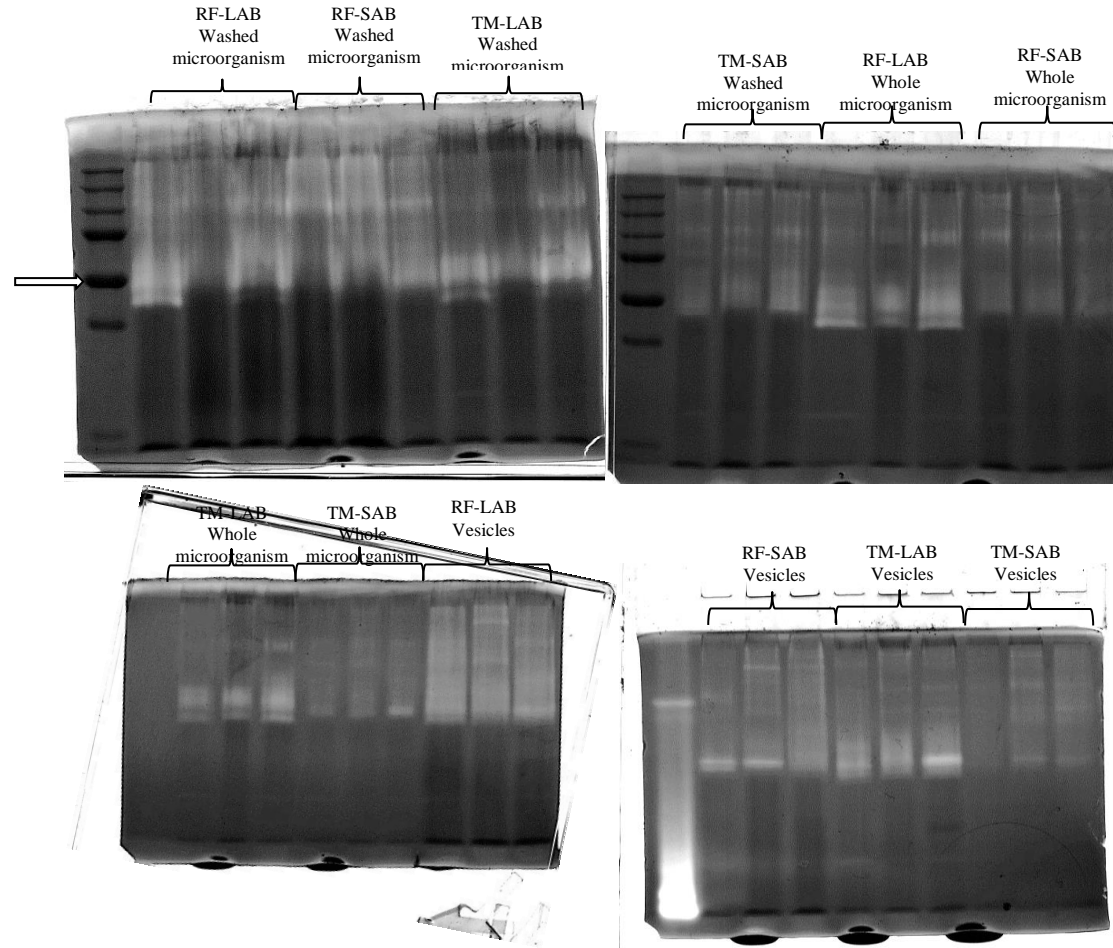 RF-LAB
Washed
microorganism
RF-SAB
Washed
microorganism
TM-LAB
Washed
microorganism
TM-SAB
Washed
microorganism
RF-LAB
Whole
microorganism
RF-SAB
Whole
microorganism
TM-LAB
Whole
microorganism
TM-SAB
Whole
microorganism
RF-LAB
Vesicles
RF-SAB
Vesicles
TM-LAB
Vesicles
TM-SAB
Vesicles